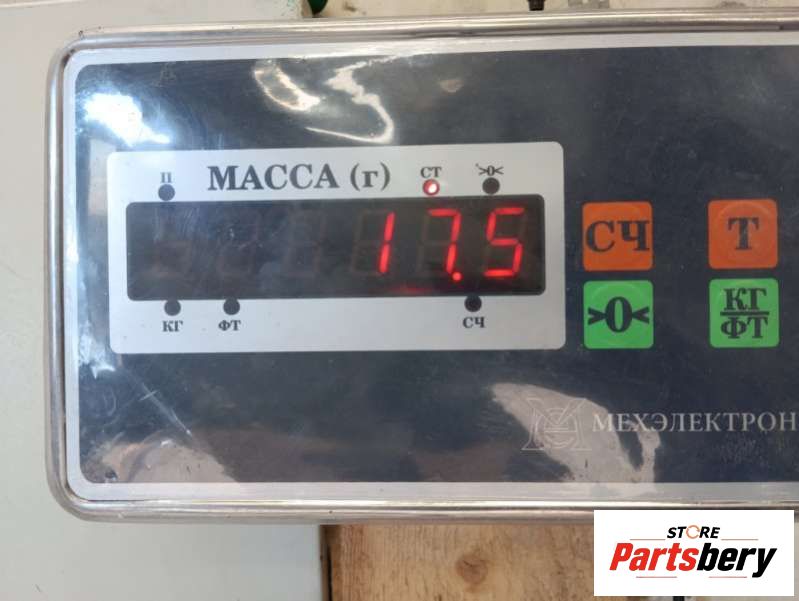 П МАССА (г) СТ >0<
17.5
КГ ФТ СЧ
СЧ Т
>0< КГ
ФТ
МЕХЭЛЕКТРОН
STORE
Partsbery